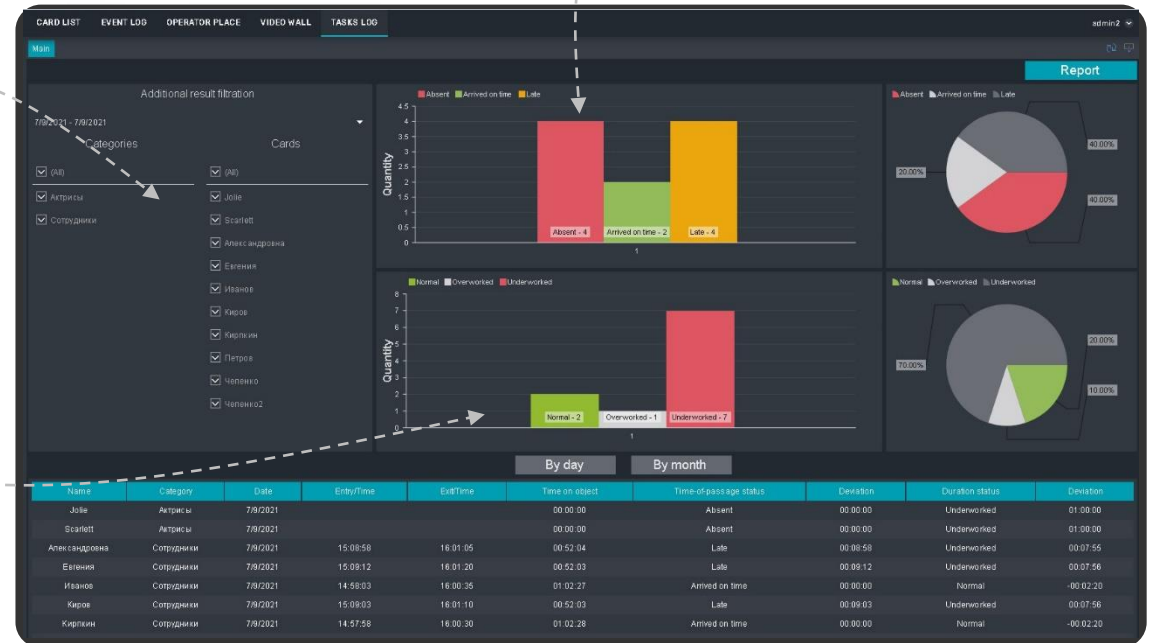 CARD LIST EVENT LOG OPERATOR PLACE VIDEO WALL TASKS LOG admin2
Main
Report
Additional result filtration
7/9/2021 - 7/9/2021
Categories Cards
(All) (All)
Актрисы Jolie
Сотрудники Scarlett
Александровна
Евгения
Иванов
Киров
Кирпкин
Петров
Чепенко
Чепенко2
Absent Arrived on time Late
Quantity
4.5
4
3.5
3
2.5
2
1.5
1
0.5
0
Absent - 4 Arrived on time - 2 Late - 4
1
Absent Arrived on time Late
40.00%
20.00%
40.00%
Normal Overworked Underworked
Quantity
8
7
6
5
4
3
2
1
0
Normal - 2 Overworked - 1 Underworked - 7
1
Normal Overworked Underworked
20.00%
70.00%
10.00%
By day By month
Name Category Date Entry/Time Exit/Time Time on object Time-of-passage status Deviation Duration status Deviation
Jolie Актрисы 7/9/2021 00:00:00 Absent 00:00:00 Underworked 01:00:00
Scarlett Актрисы 7/9/2021 00:00:00 Absent 00:00:00 Underworked 01:00:00
Александровна Сотрудники 7/9/2021 15:08:58 16:01:05 00:52:04 Late 00:08:58 Underworked 00:07:55
Евгения Сотрудники 7/9/2021 15:09:12 16:01:20 00:52:03 Late 00:09:12 Underworked 00:07:56
Иванов Сотрудники 7/9/2021 14:58:03 16:00:35 01:02:27 Arrived on time 00:00:00 Normal -00:02:20
Киров Сотрудники 7/9/2021 15:09:03 16:01:10 00:52:03 Late 00:09:03 Underworked 00:07:56
Кирпкин Сотрудники 7/9/2021 14:57:58 16:00:30 01:02:28 Arrived on time 00:00:00 Normal -00:02:20